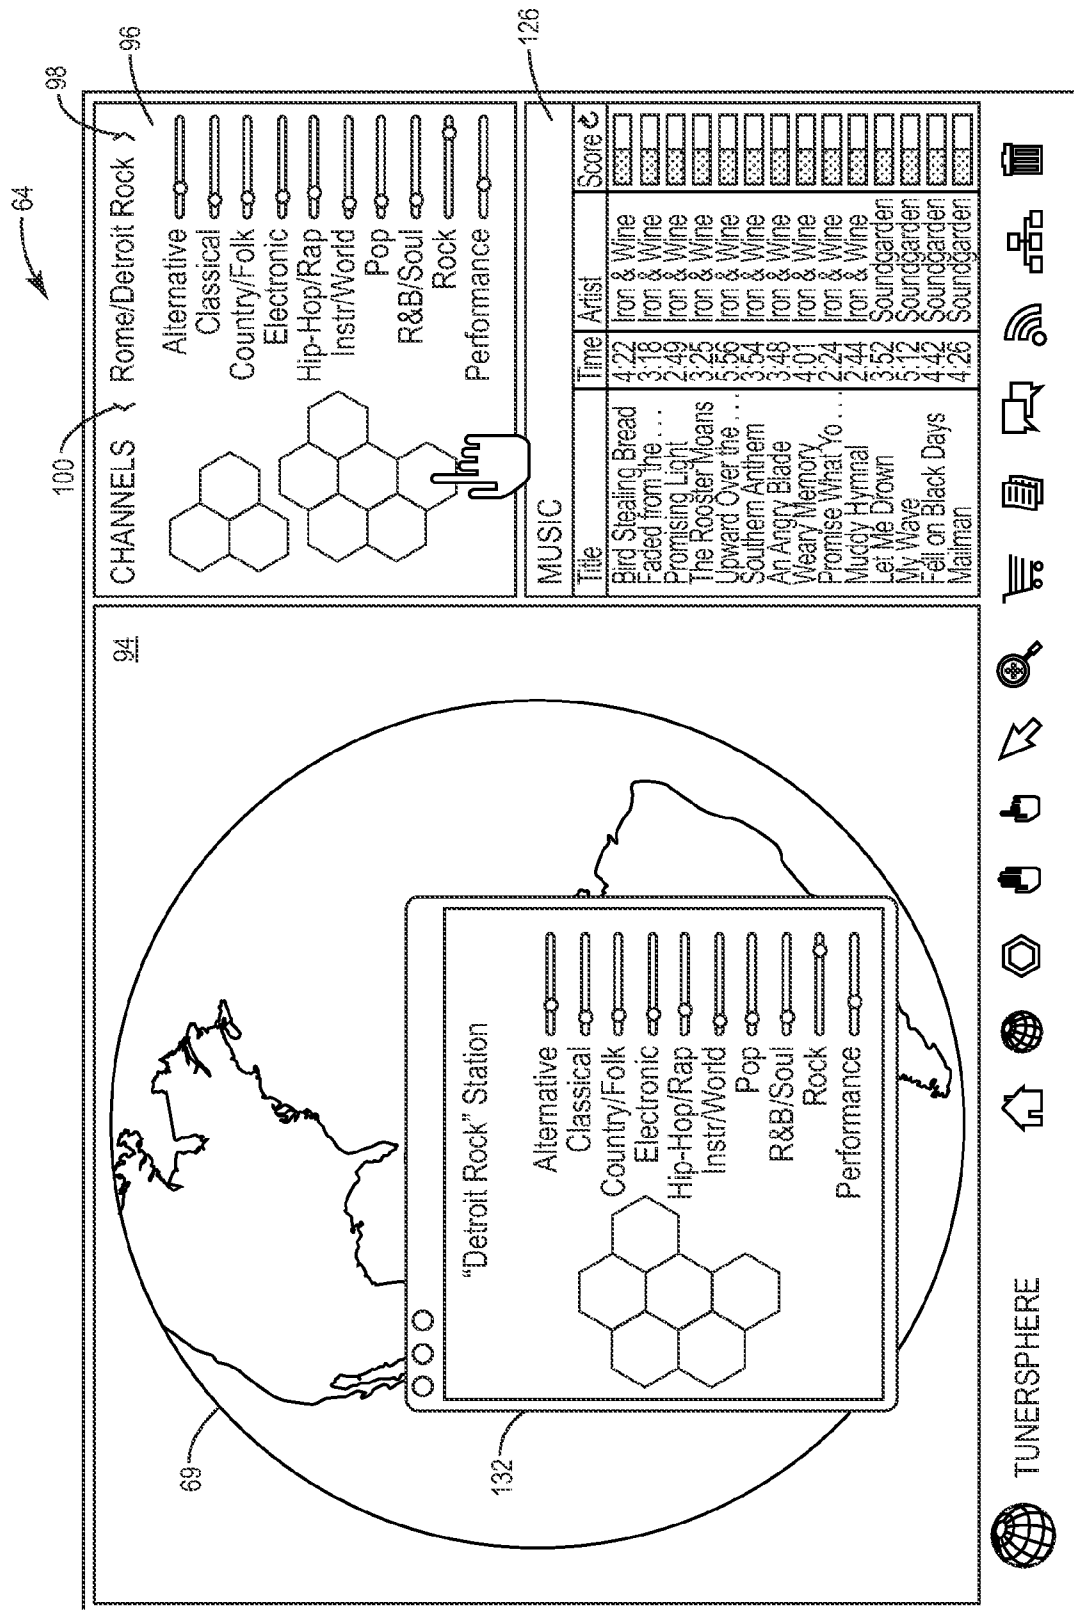 64
94
69
132
“Detroit Rock” Station
Alternative
Classical
Country/Folk
Electronic
Hip-Hop/Rap
Instr/World
Pop
R&B/Soul
Rock
Performance
100
98
96
CHANNELS 〈 Rome/Detroit Rock 〉
Alternative
Classical
Country/Folk
Electronic
Hip-Hop/Rap
Instr/World
Pop
R&B/Soul
Rock
Performance
126
MUSIC
Title Time Artist Score
Bird Stealing Bread 4:22 Iron & Wine
Faded from the... 3:18 Iron & Wine
Promising Light 2:49 Iron & Wine
The Rooster Moans 3:25 Iron & Wine
Upward Over the... 5:56 Iron & Wine
Southern Anthem 3:54 Iron & Wine
An Angry Blade 3:48 Iron & Wine
Weary Memory 4:01 Iron & Wine
Promise What Yo... 2:24 Iron & Wine
Muddy Hymnal 2:44 Iron & Wine
Let Me Drown 3:52 Soundgarden
My Wave 5:12 Soundgarden
Fell on Black Days 4:42 Soundgarden
Mailman 4:26 Soundgarden
TUNERSPHERE